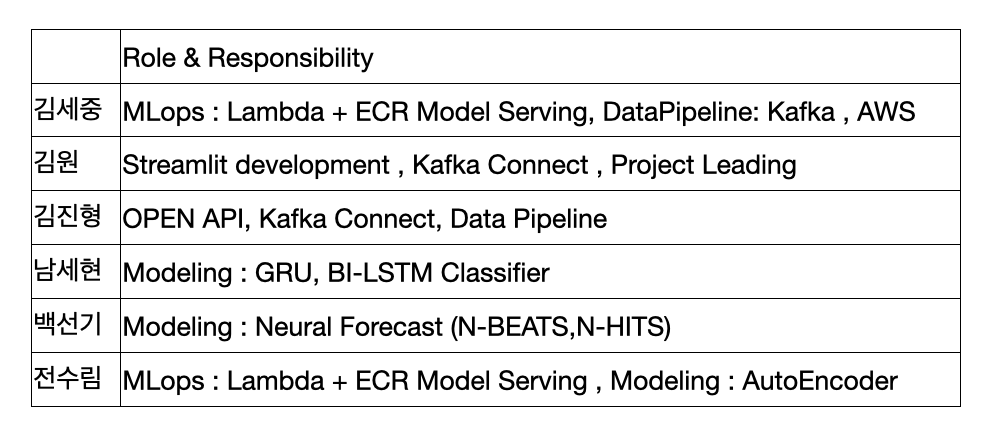 Role & Responsibility
김세중 MLops : Lambda + ECR Model Serving, DataPipeline: Kafka , AWS
김원 Streamlit development , Kafka Connect , Project Leading
김진형 OPEN API, Kafka Connect, Data Pipeline
남세현 Modeling : GRU, BI-LSTM Classifier
백선기 Modeling : Neural Forecast (N-BEATS,N-HITS)
전수림 MLops : Lambda + ECR Model Serving , Modeling : AutoEncoder